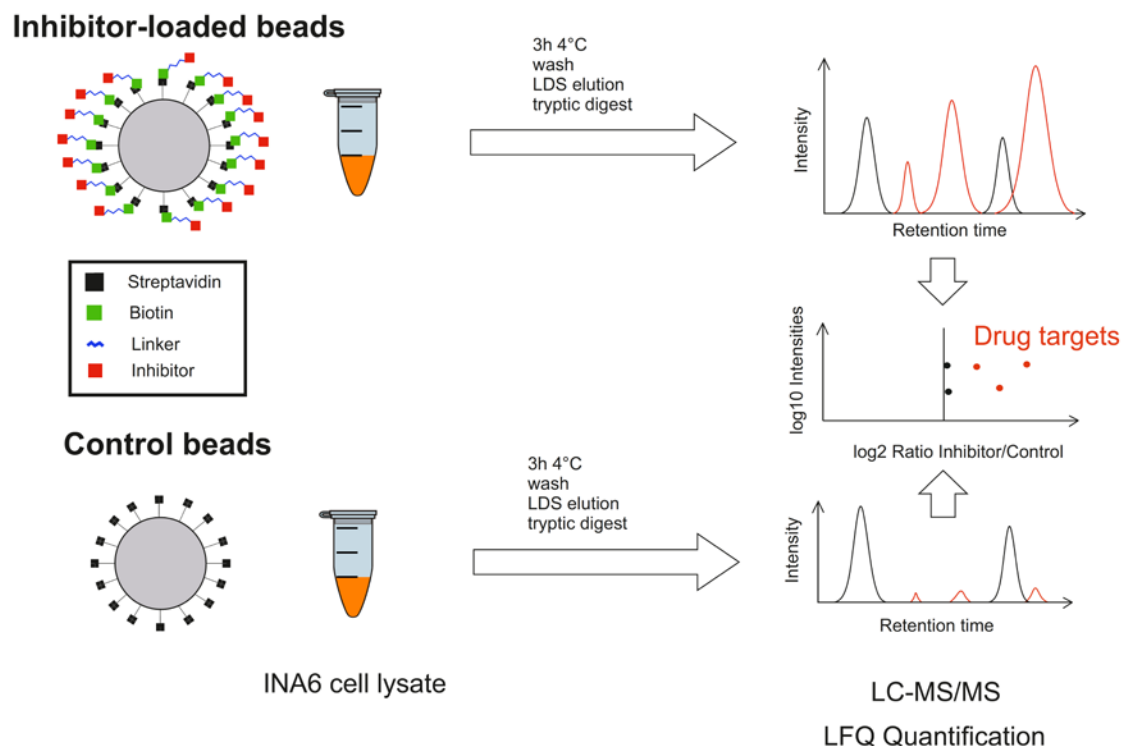 Inhibitor-loaded beads
3h 4°C
wash
LDS elution
tryptic digest
Intensity
Retention time
Streptavidin
Biotin
Linker
Inhibitor
log10 Intensities
Drug targets
log2 Ratio Inhibitor/Control
Control beads
3h 4°C
wash
LDS elution
tryptic digest
Intensity
Retention time
INA6 cell lysate
LC-MS/MS
LFQ Quantification